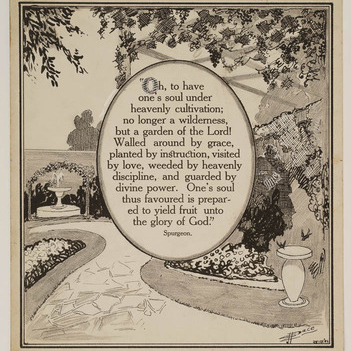 "Oh, to have
one's soul under
heavenly cultivation;
no longer a wilderness,
but a garden of the Lord!
Walled around by grace,
planted by instruction, visited
by love, weeded by heavenly
discipline, and guarded by
divine power. One's soul
thus favoured is prepar-
ed to yield fruit unto
the glory of God."
Spurgeon.